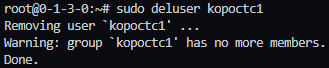 root@0-1-3-0:~# sudo deluser kopoctc1
Removing user `kopoctc1' ...
Warning: group `kopoctc1' has no more members.
Done.